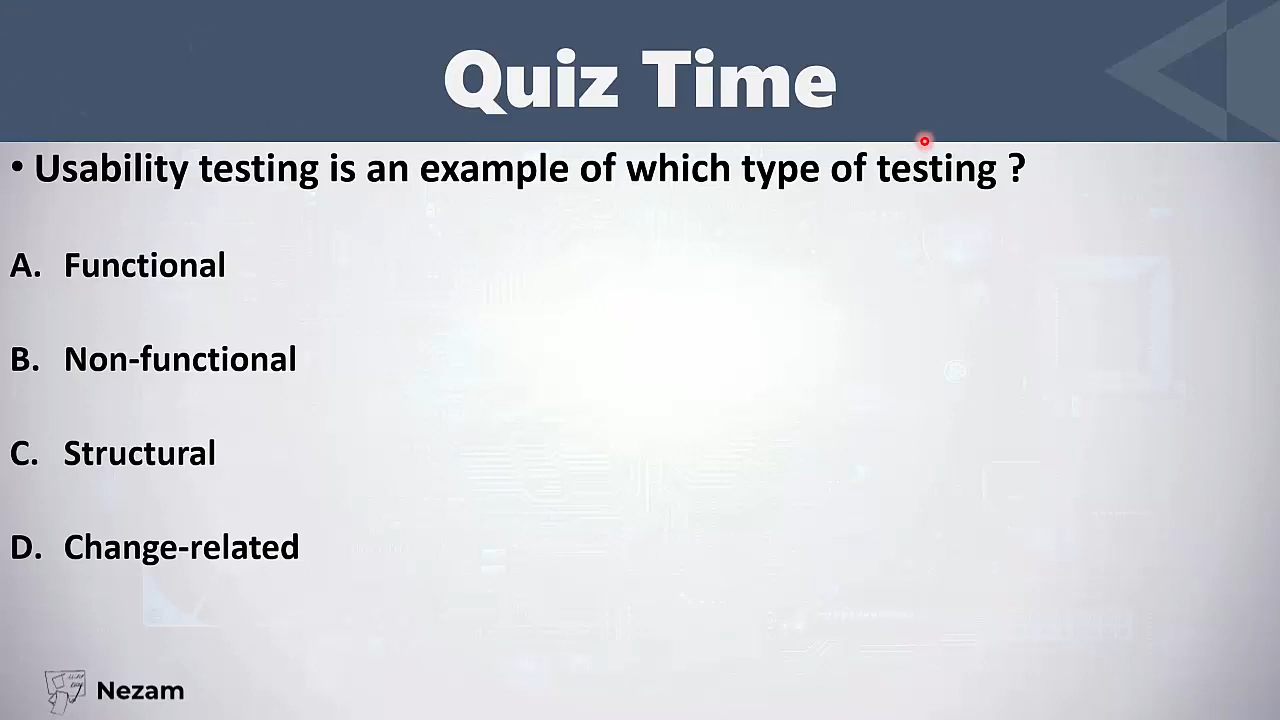 Quiz Time
• Usability testing is an example of which type of testing ?
A. Functional
B. Non-functional
C. Structural
D. Change-related
Nezam